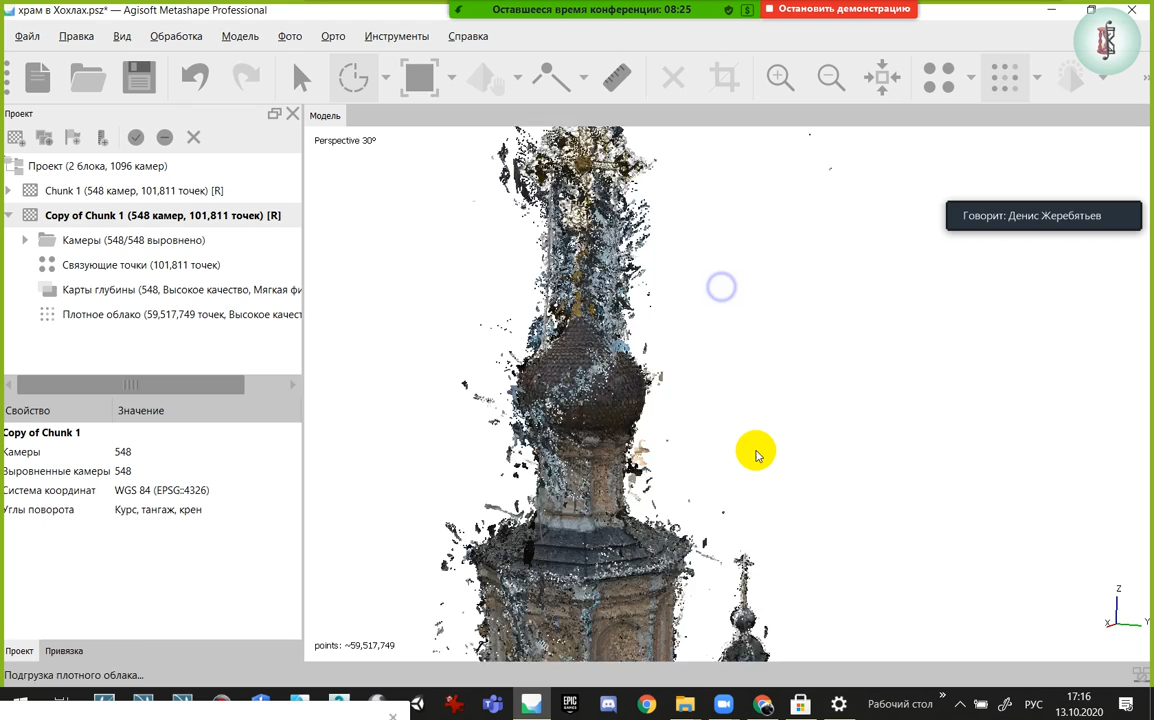 храм в Хохлах.psz* — Agisoft Metashape Professional
Оставшееся время конференции: 08:25
$
Остановить демонстрацию
Файл Правка Вид Обработка Модель Фото Орто Инструменты Справка
Проект
Модель
Perspective 30°
Проект (2 блока, 1096 камер)
Chunk 1 (548 камер, 101,811 точек) [R]
Copy of Chunk 1 (548 камер, 101,811 точек) [R]
Говорит: Денис Жеребятьев
Камеры (548/548 выровнено)
Связующие точки (101,811 точек)
Карты глубины (548, Высокое качество, Мягкая фи
Плотное облако (59,517,749 точек, Высокое качест
Свойство Значение
Copy of Chunk 1
Камеры 548
Выровненные камеры 548
Система координат WGS 84 (EPSG::4326)
Углы поворота Курс, тангаж, крен
Z
X Y
points: ~59,517,749
Проект Привязка
Подгрузка плотного облака...
EPIC GAMES
Рабочий стол
»
РУС
17:16
13.10.2020